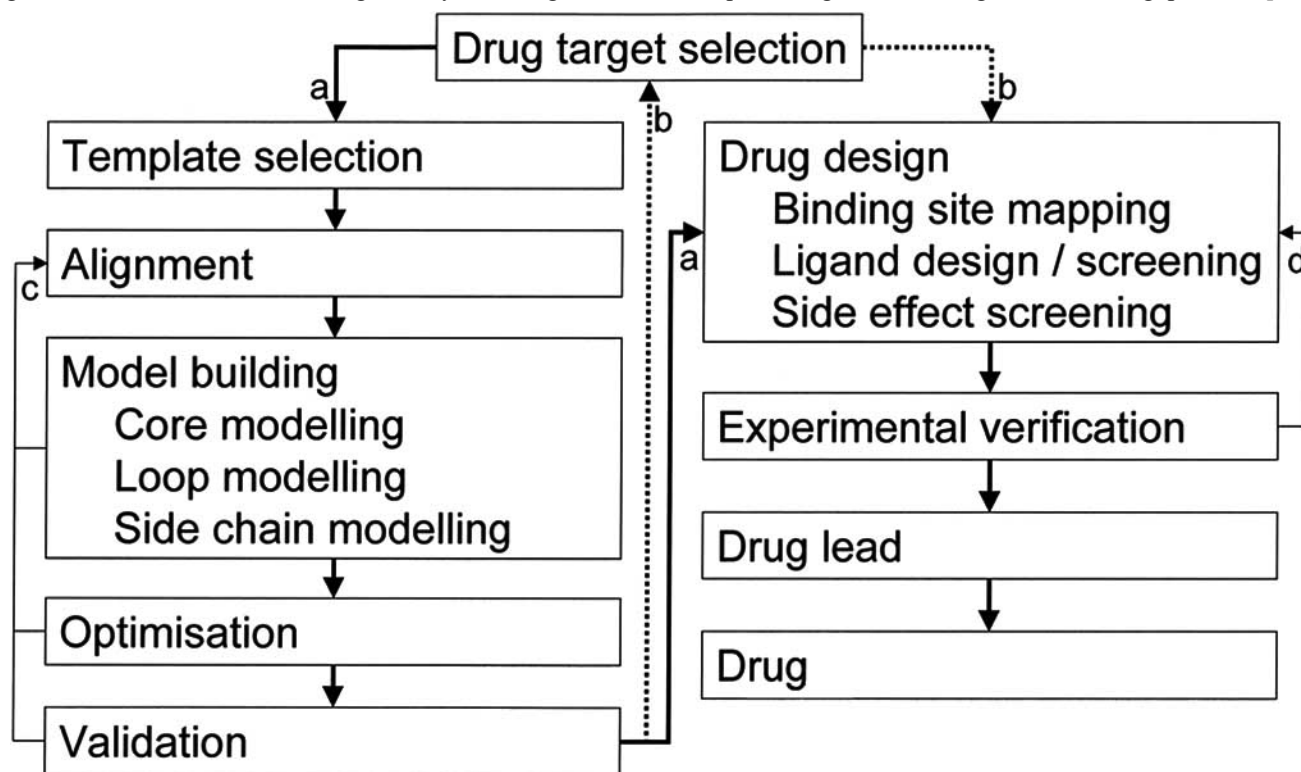 Drug target selection
a
b
b
Template selection
Alignment
c
Model building
Core modelling
Loop modelling
Side chain modelling
Optimisation
Validation
Drug design
Binding site mapping
Ligand design / screening
Side effect screening
a
d
Experimental verification
Drug lead
Drug